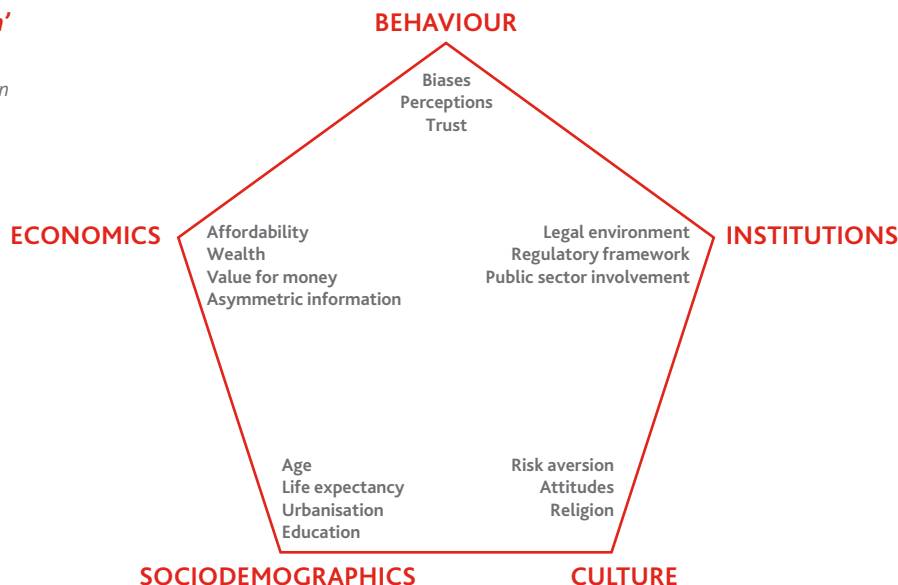 BEHAVIOUR
Biases
Perceptions
Trust
ECONOMICS
Affordability
Wealth
Value for money
Asymmetric information
Legal environment
Regulatory framework
Public sector involvement
INSTITUTIONS
Age
Life expectancy
Urbanisation
Education
Risk aversion
Attitudes
Religion
SOCIODEMOGRAPHICS
CULTURE